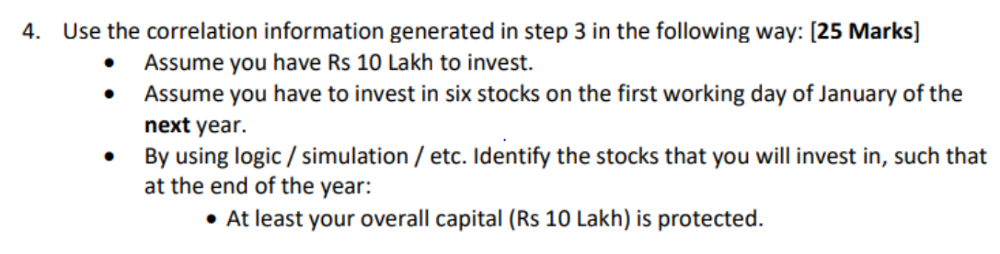 4. Use the correlation information generated in step 3 in the following way: [25 Marks]
• Assume you have Rs 10 Lakh to invest.
• Assume you have to invest in six stocks on the first working day of January of the
next year.
• By using logic / simulation / etc. Identify the stocks that you will invest in, such that
at the end of the year:
• At least your overall capital (Rs 10 Lakh) is protected.